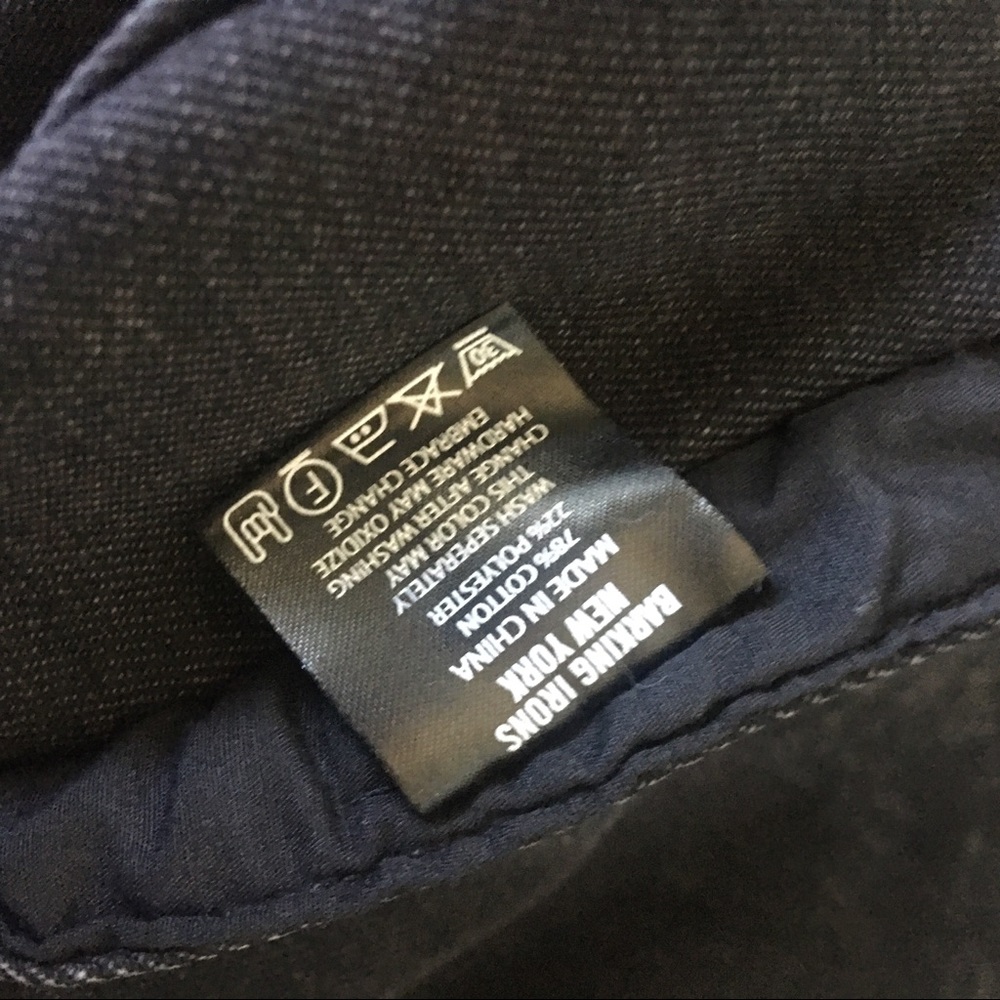 BARKING IRONS
NEW YORK
MADE IN CHINA
78% COTTON
22% POLYESTER
WASH SEPERATELY
THIS COLOR MAY
CHANGE AFTER WASHING
HARDWARE MAY OXIDIZE
EMBRACE CHANGE
30 F